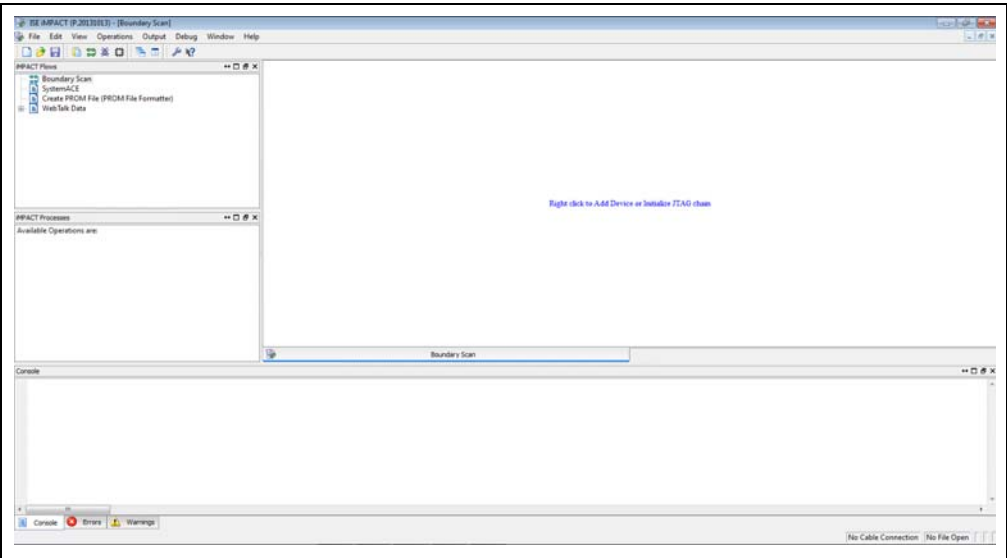 ISE iMPACT (P.20131013) - [Boundary Scan]
File Edit View Operations Output Debug Window Help
iMPACT Flows
Boundary Scan
SystemACE
Create PROM File (PROM File Formatter)
WebTalk Data
Right click to Add Device or Initialize JTAG chain
iMPACT Processes
Available Operations are:
Boundary Scan
Console
Console Errors Warnings
No Cable Connection No File Open